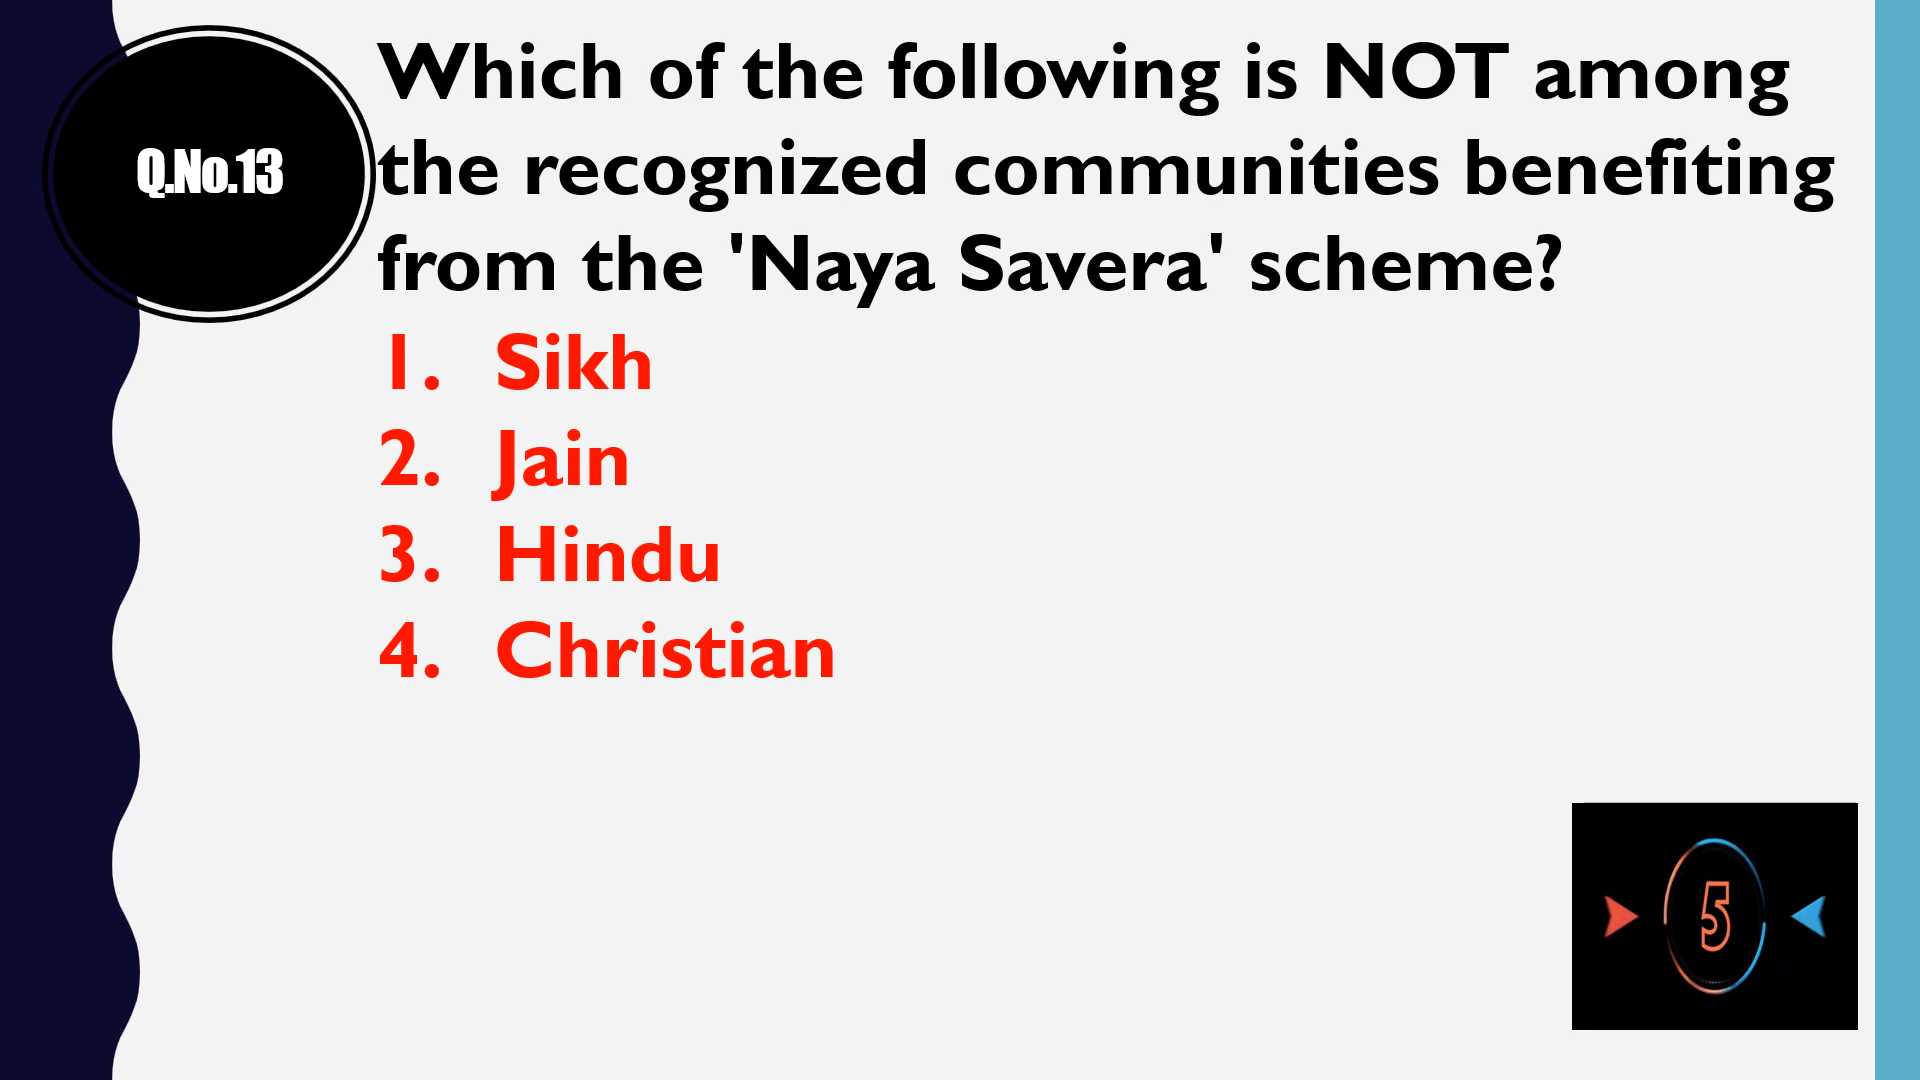 Q.No.13
Which of the following is NOT among
the recognized communities benefiting
from the 'Naya Savera' scheme?
1. Sikh
2. Jain
3. Hindu
4. Christian
5